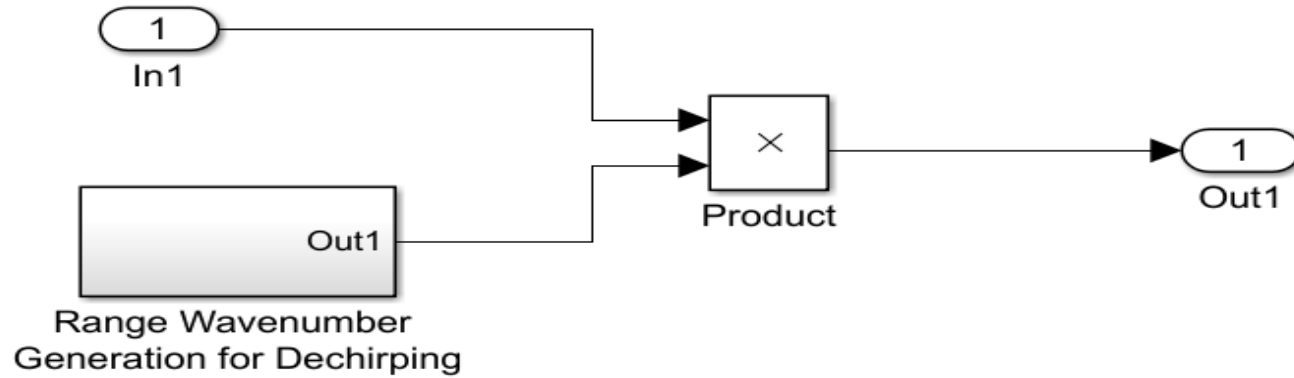 1
In1
×
Product
1
Out1
Out1
Range Wavenumber
Generation for Dechirping